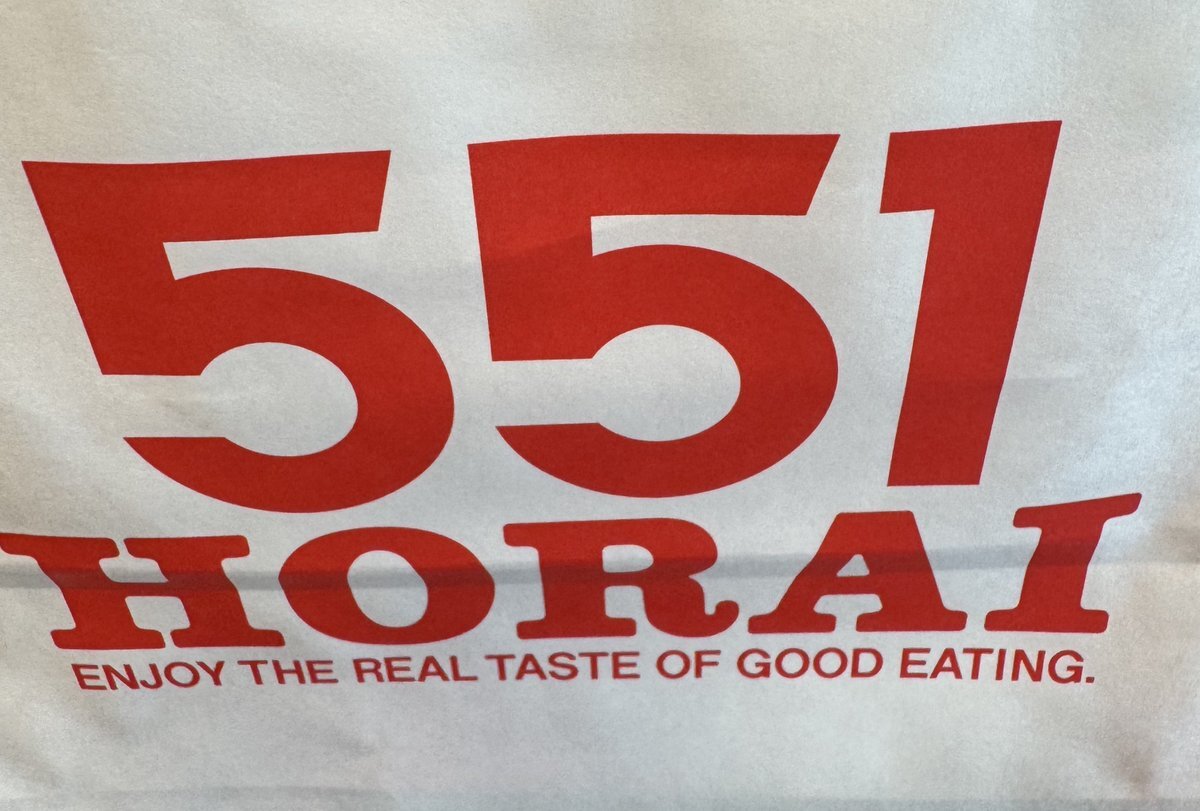 551
HORAI
ENJOY THE REAL TASTE OF GOOD EATING.